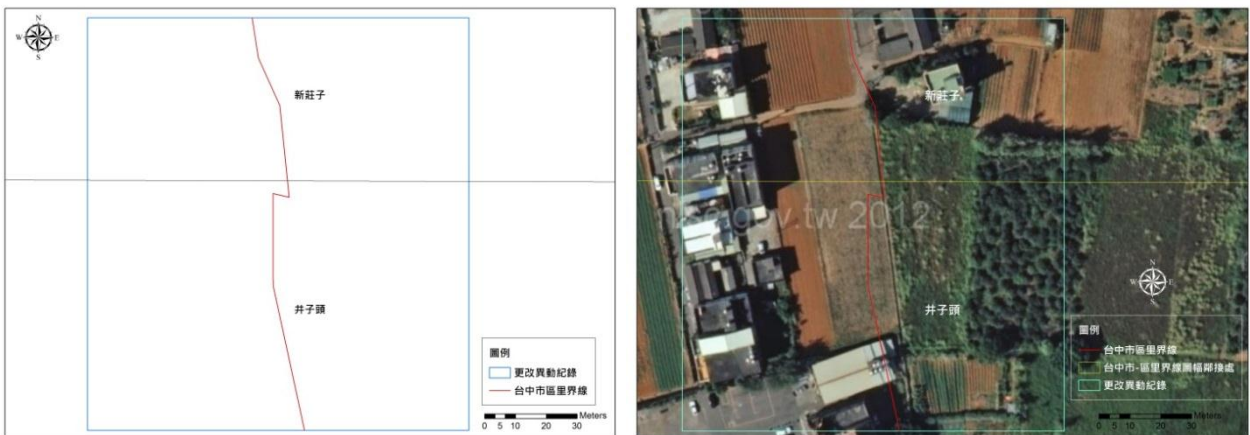 N
W E
S
新莊子
井子頭
圖例
更改異動紀錄
台中市區里界線
Meters
0 5 10 20 30
新莊子
gov.tw 2012
井子頭
N
W E
S
圖例
台中市區里界線
台中市-區里界線圖幅鄰接處
更改異動紀錄
Meters
0 5 10 20 30